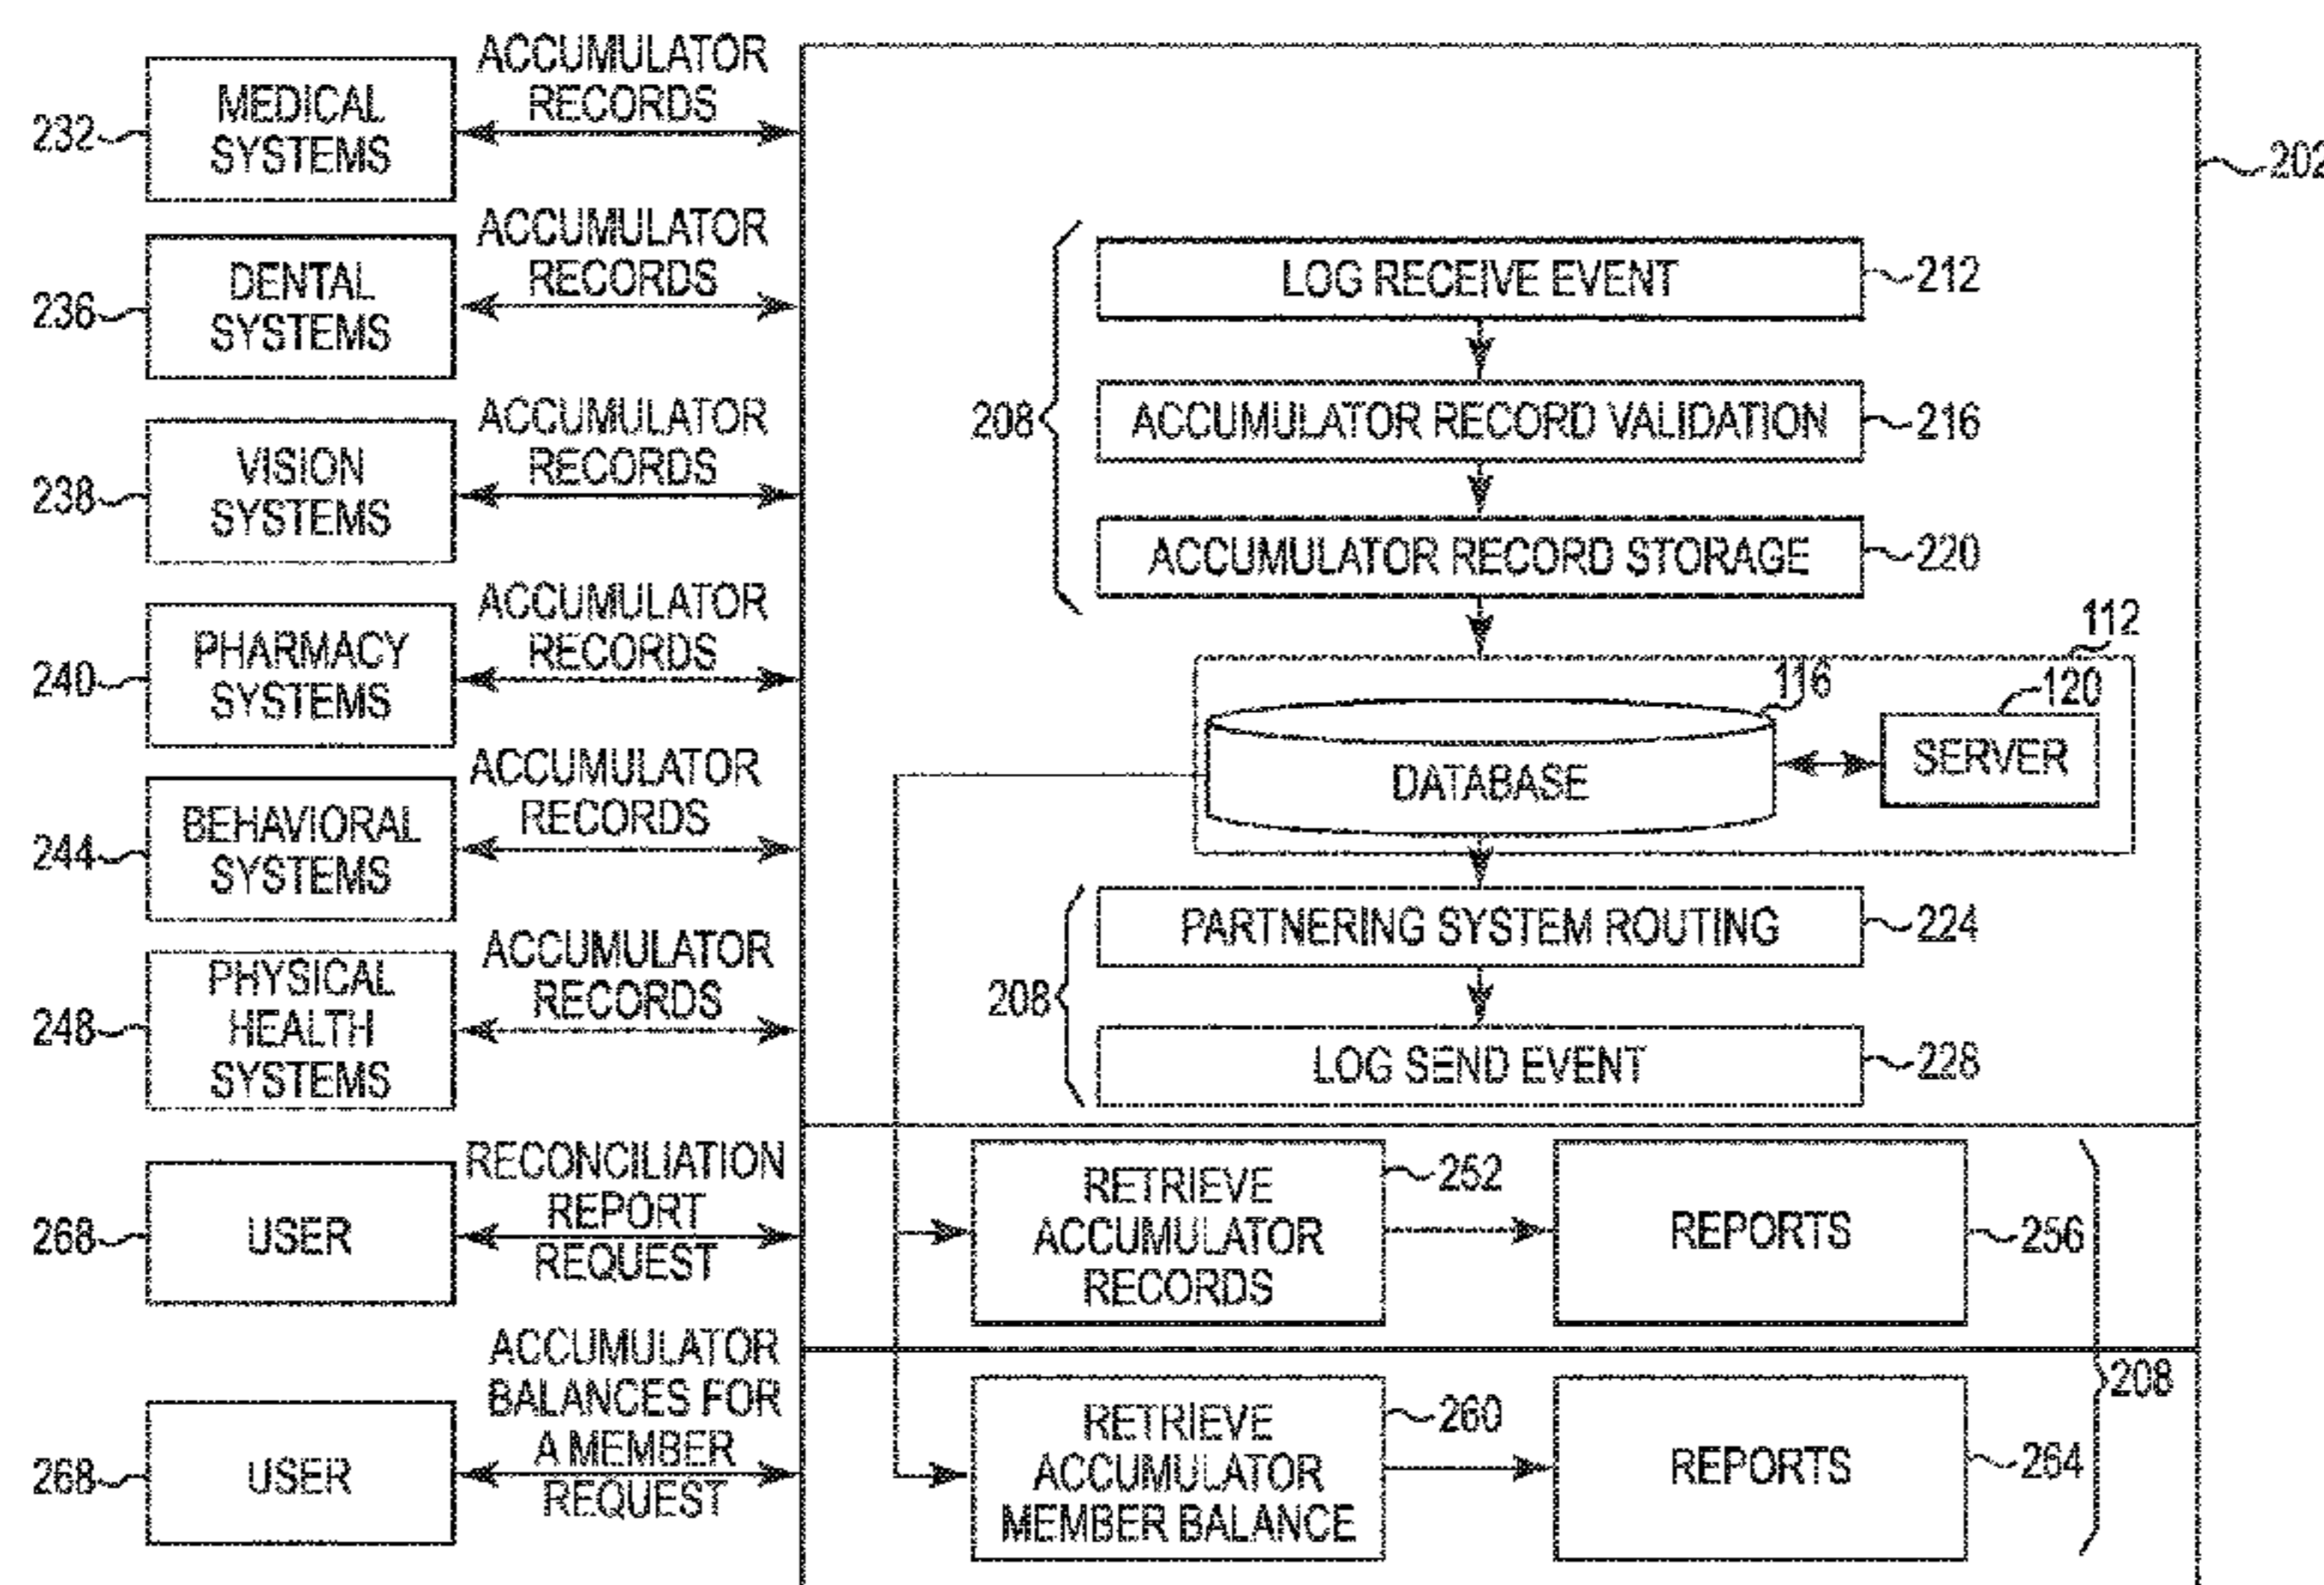 232
MEDICAL
SYSTEMS
ACCUMULATOR
RECORDS
236
DENTAL
SYSTEMS
ACCUMULATOR
RECORDS
238
VISION
SYSTEMS
ACCUMULATOR
RECORDS
240
PHARMACY
SYSTEMS
ACCUMULATOR
RECORDS
244
BEHAVIORAL
SYSTEMS
ACCUMULATOR
RECORDS
248
PHYSICAL
HEALTH
SYSTEMS
ACCUMULATOR
RECORDS
268
USER
RECONCILIATION
REPORT
REQUEST
268
USER
ACCUMULATOR
BALANCES FOR
A MEMBER
REQUEST
202
208
LOG RECEIVE EVENT
212
ACCUMULATOR RECORD VALIDATION
216
ACCUMULATOR RECORD STORAGE
220
112
116
120
DATABASE
SERVER
208
PARTNERING SYSTEM ROUTING
224
LOG SEND EVENT
228
RETRIEVE
ACCUMULATOR
RECORDS
252
REPORTS
256
208
RETRIEVE
ACCUMULATOR
MEMBER BALANCE
260
REPORTS
264